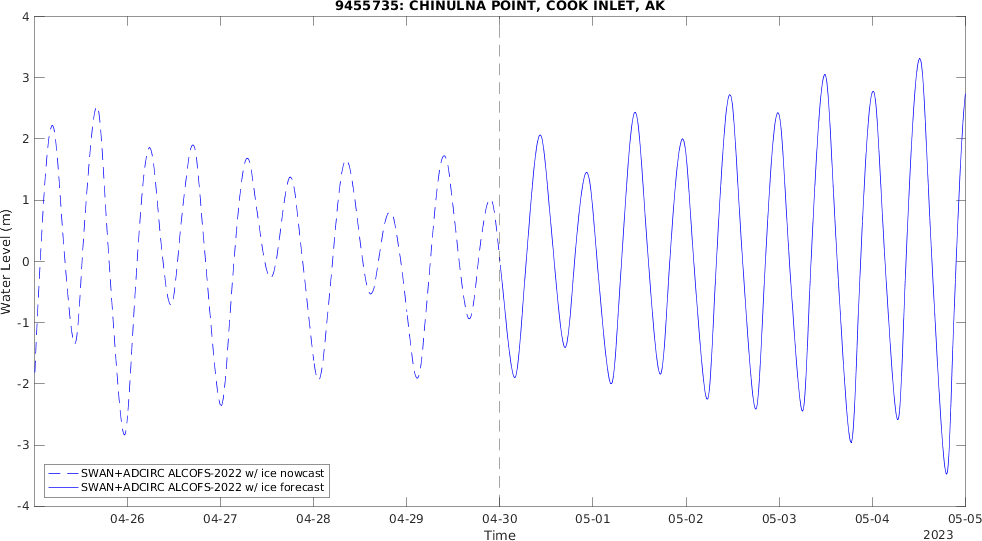 9455735: CHINULNA POINT, COOK INLET, AK
4
3
2
1
0
-1
-2
-3
-4
Water Level (m)
SWAN+ADCIRC ALCOFS-2022 w/ ice nowcast
SWAN+ADCIRC ALCOFS-2022 w/ ice forecast
04-26 04-27 04-28 04-29 04-30 05-01 05-02 05-03 05-04 05-05
Time
2023